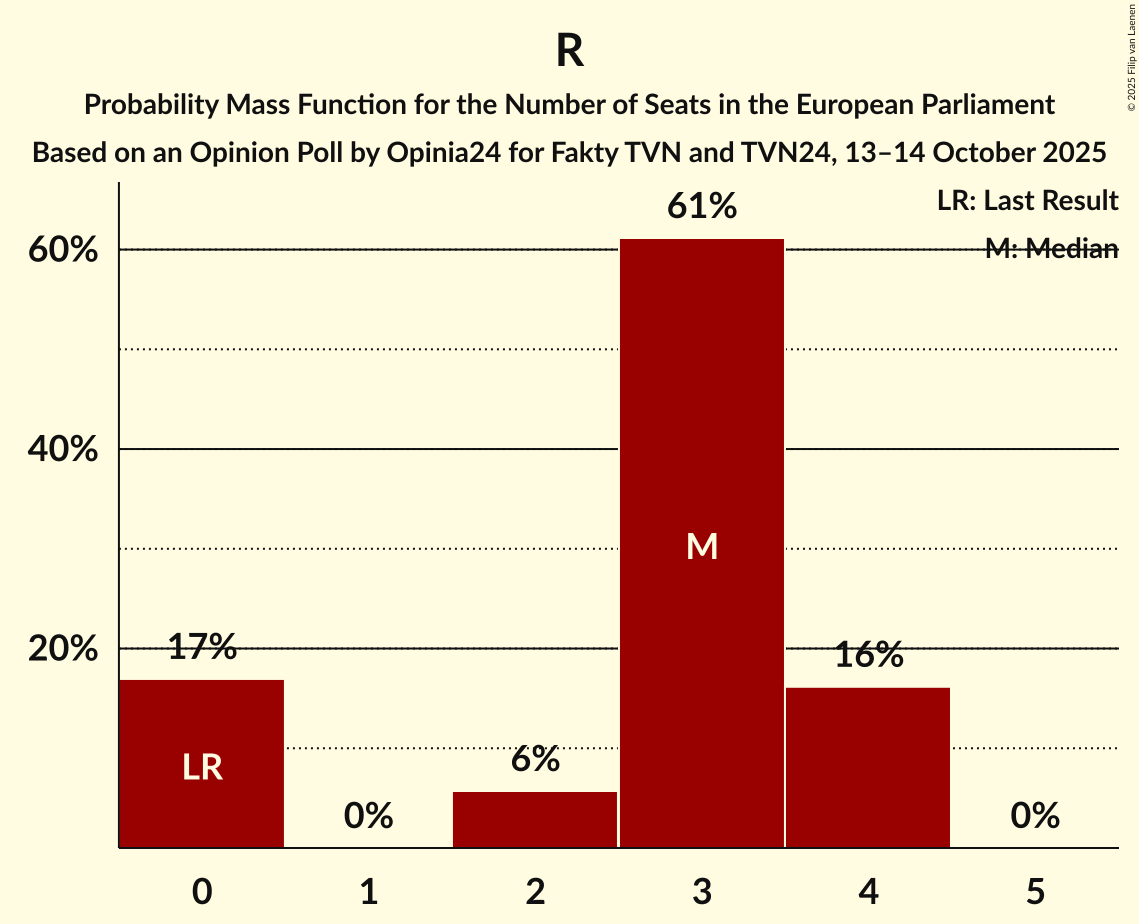 R
Probability Mass Function for the Number of Seats in the European Parliament
Based on an Opinion Poll by Opinia24 for Fakty TVN and TVN24, 13–14 October 2025
© 2025 Filip van Laenen
LR: Last Result
M: Median
60%
40%
20%
17%
0%
6%
61%
16%
0%
LR
M
0 1 2 3 4 5